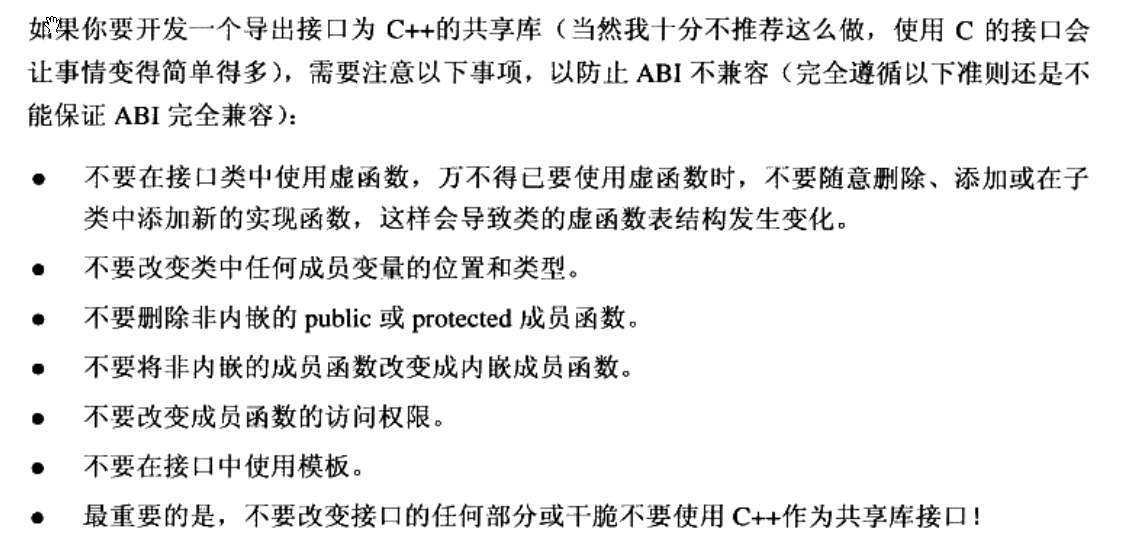 如果你要开发一个导出接口为 C++的共享库（当然我十分不推荐这么做，使用 C 的接口会
让事情变得简单得多），需要注意以下事项，以防止 ABI 不兼容（完全遵循以下准则还是不
能保证 ABI 完全兼容）：
● 不要在接口类中使用虚函数，万不得已要使用虚函数时，不要随意删除、添加或在子
类中添加新的实现函数，这样会导致类的虚函数表结构发生变化。
● 不要改变类中任何成员变量的位置和类型。
● 不要删除非内嵌的 public 或 protected 成员函数。
● 不要将非内嵌的成员函数改变成内嵌成员函数。
● 不要改变成员函数的访问权限。
● 不要在接口中使用模板。
● 最重要的是，不要改变接口的任何部分或干脆不要使用 C++作为共享库接口！